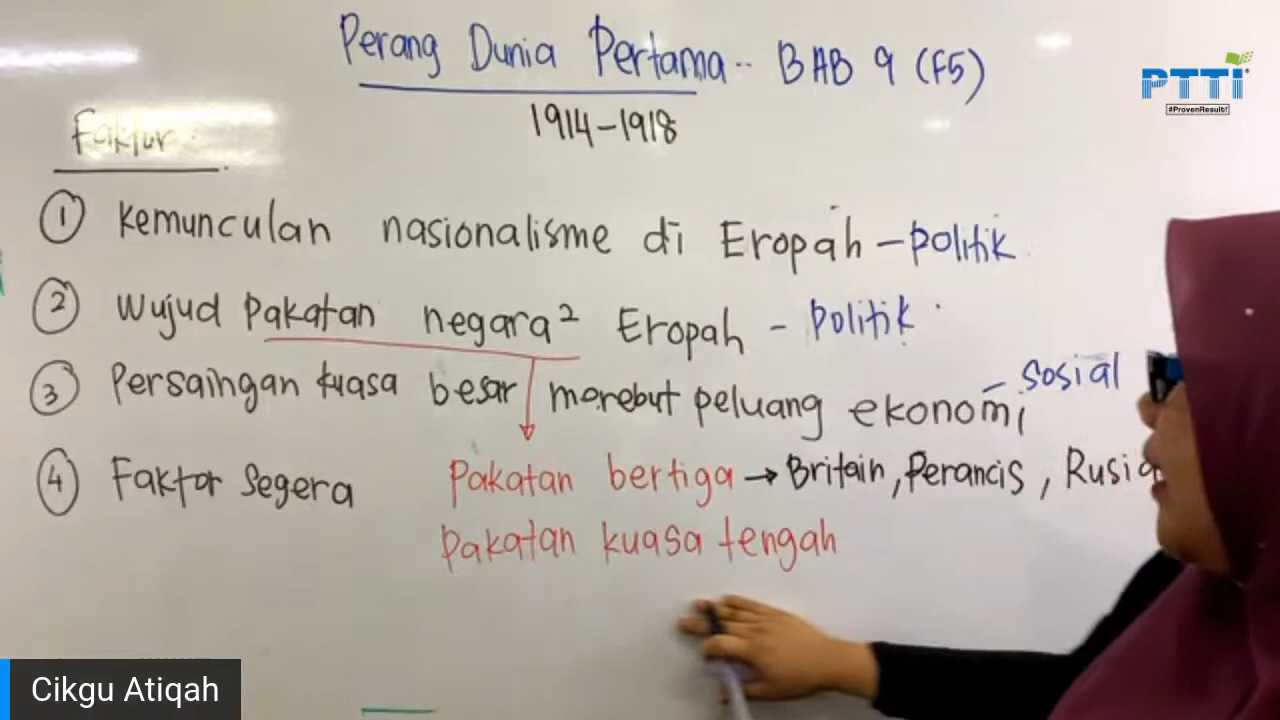 Perang Dunia Pertama.. BAB 9 (F5)
1914-1918
PTTI
#ProvenResult!
Faktor
1 Kemunculan nasionalisme di Eropah - politik
2 Wujud pakatan negara² Eropah - politik
3 Persaingan kuasa besar merebut peluang ekonomi - sosial
4 Faktor Segera
Pakatan bertiga → Britain, Perancis, Rusia
Pakatan kuasa tengah
Cikgu Atiqah